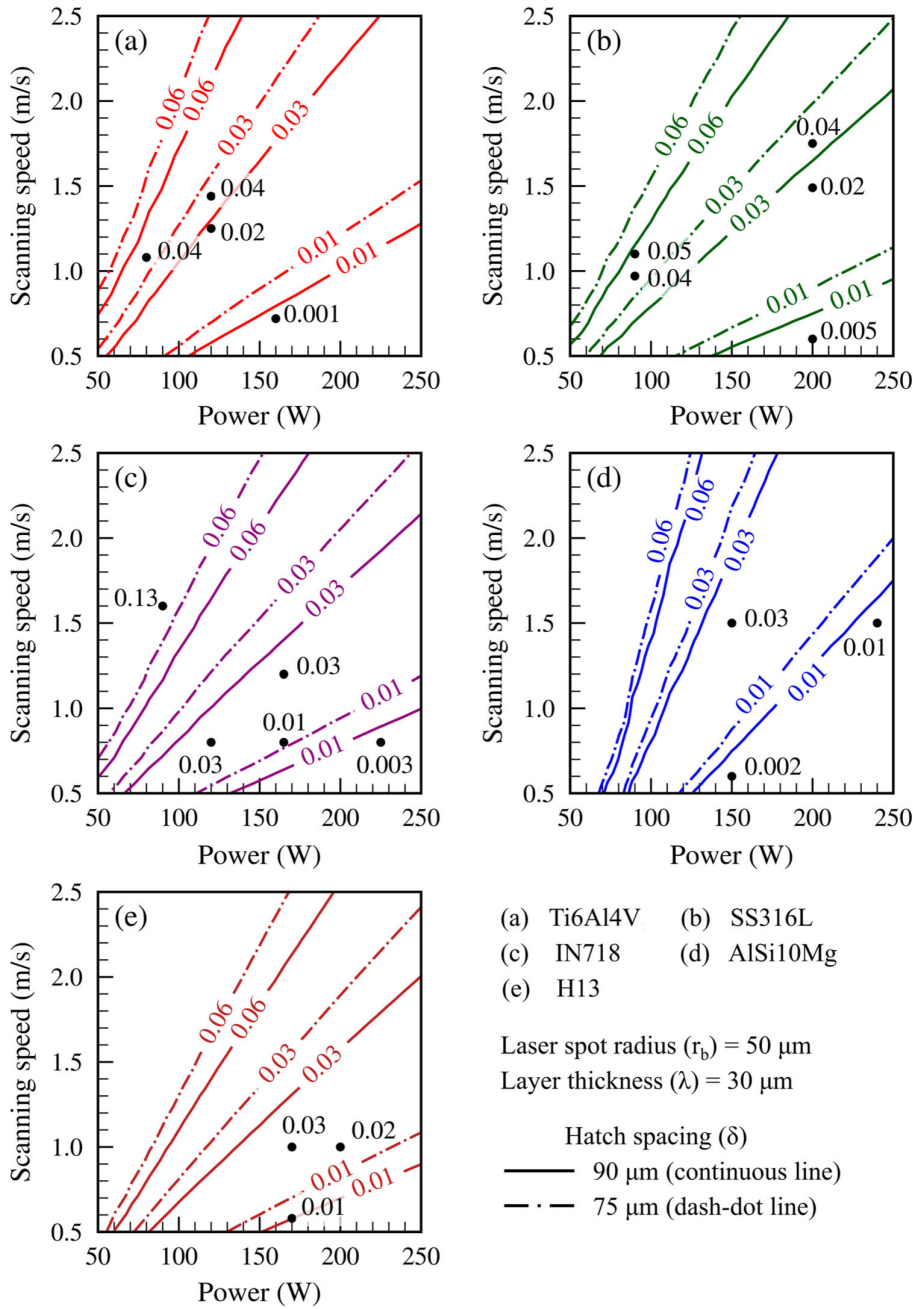 (a)
0.06
0.06
0.03
0.03
0.04
0.02
0.04
0.01
0.01
0.001
2.5
2.0
1.5
1.0
0.5
Scanning speed (m/s)
50 100 150 200 250
Power (W)
(b)
0.06
0.06
0.03
0.03
0.04
0.02
0.05
0.04
0.01
0.01
0.005
2.5
2.0
1.5
1.0
0.5
Scanning speed (m/s)
50 100 150 200 250
Power (W)
(c)
0.06
0.06
0.13
0.03
0.03
0.03
0.01
0.01
0.01
0.03
0.003
2.5
2.0
1.5
1.0
0.5
Scanning speed (m/s)
50 100 150 200 250
Power (W)
(d)
0.06
0.06
0.03
0.03
0.03
0.01
0.01
0.01
0.002
2.5
2.0
1.5
1.0
0.5
Scanning speed (m/s)
50 100 150 200 250
Power (W)
(e)
0.06
0.06
0.03
0.03
0.03
0.02
0.01
0.01
0.01
2.5
2.0
1.5
1.0
0.5
Scanning speed (m/s)
50 100 150 200 250
Power (W)
(a) Ti6Al4V (b) SS316L
(c) IN718 (d) AlSi10Mg
(e) H13
Laser spot radius (r_b) = 50 μm
Layer thickness (λ) = 30 μm
Hatch spacing (δ)
90 μm (continuous line)
75 μm (dash-dot line)